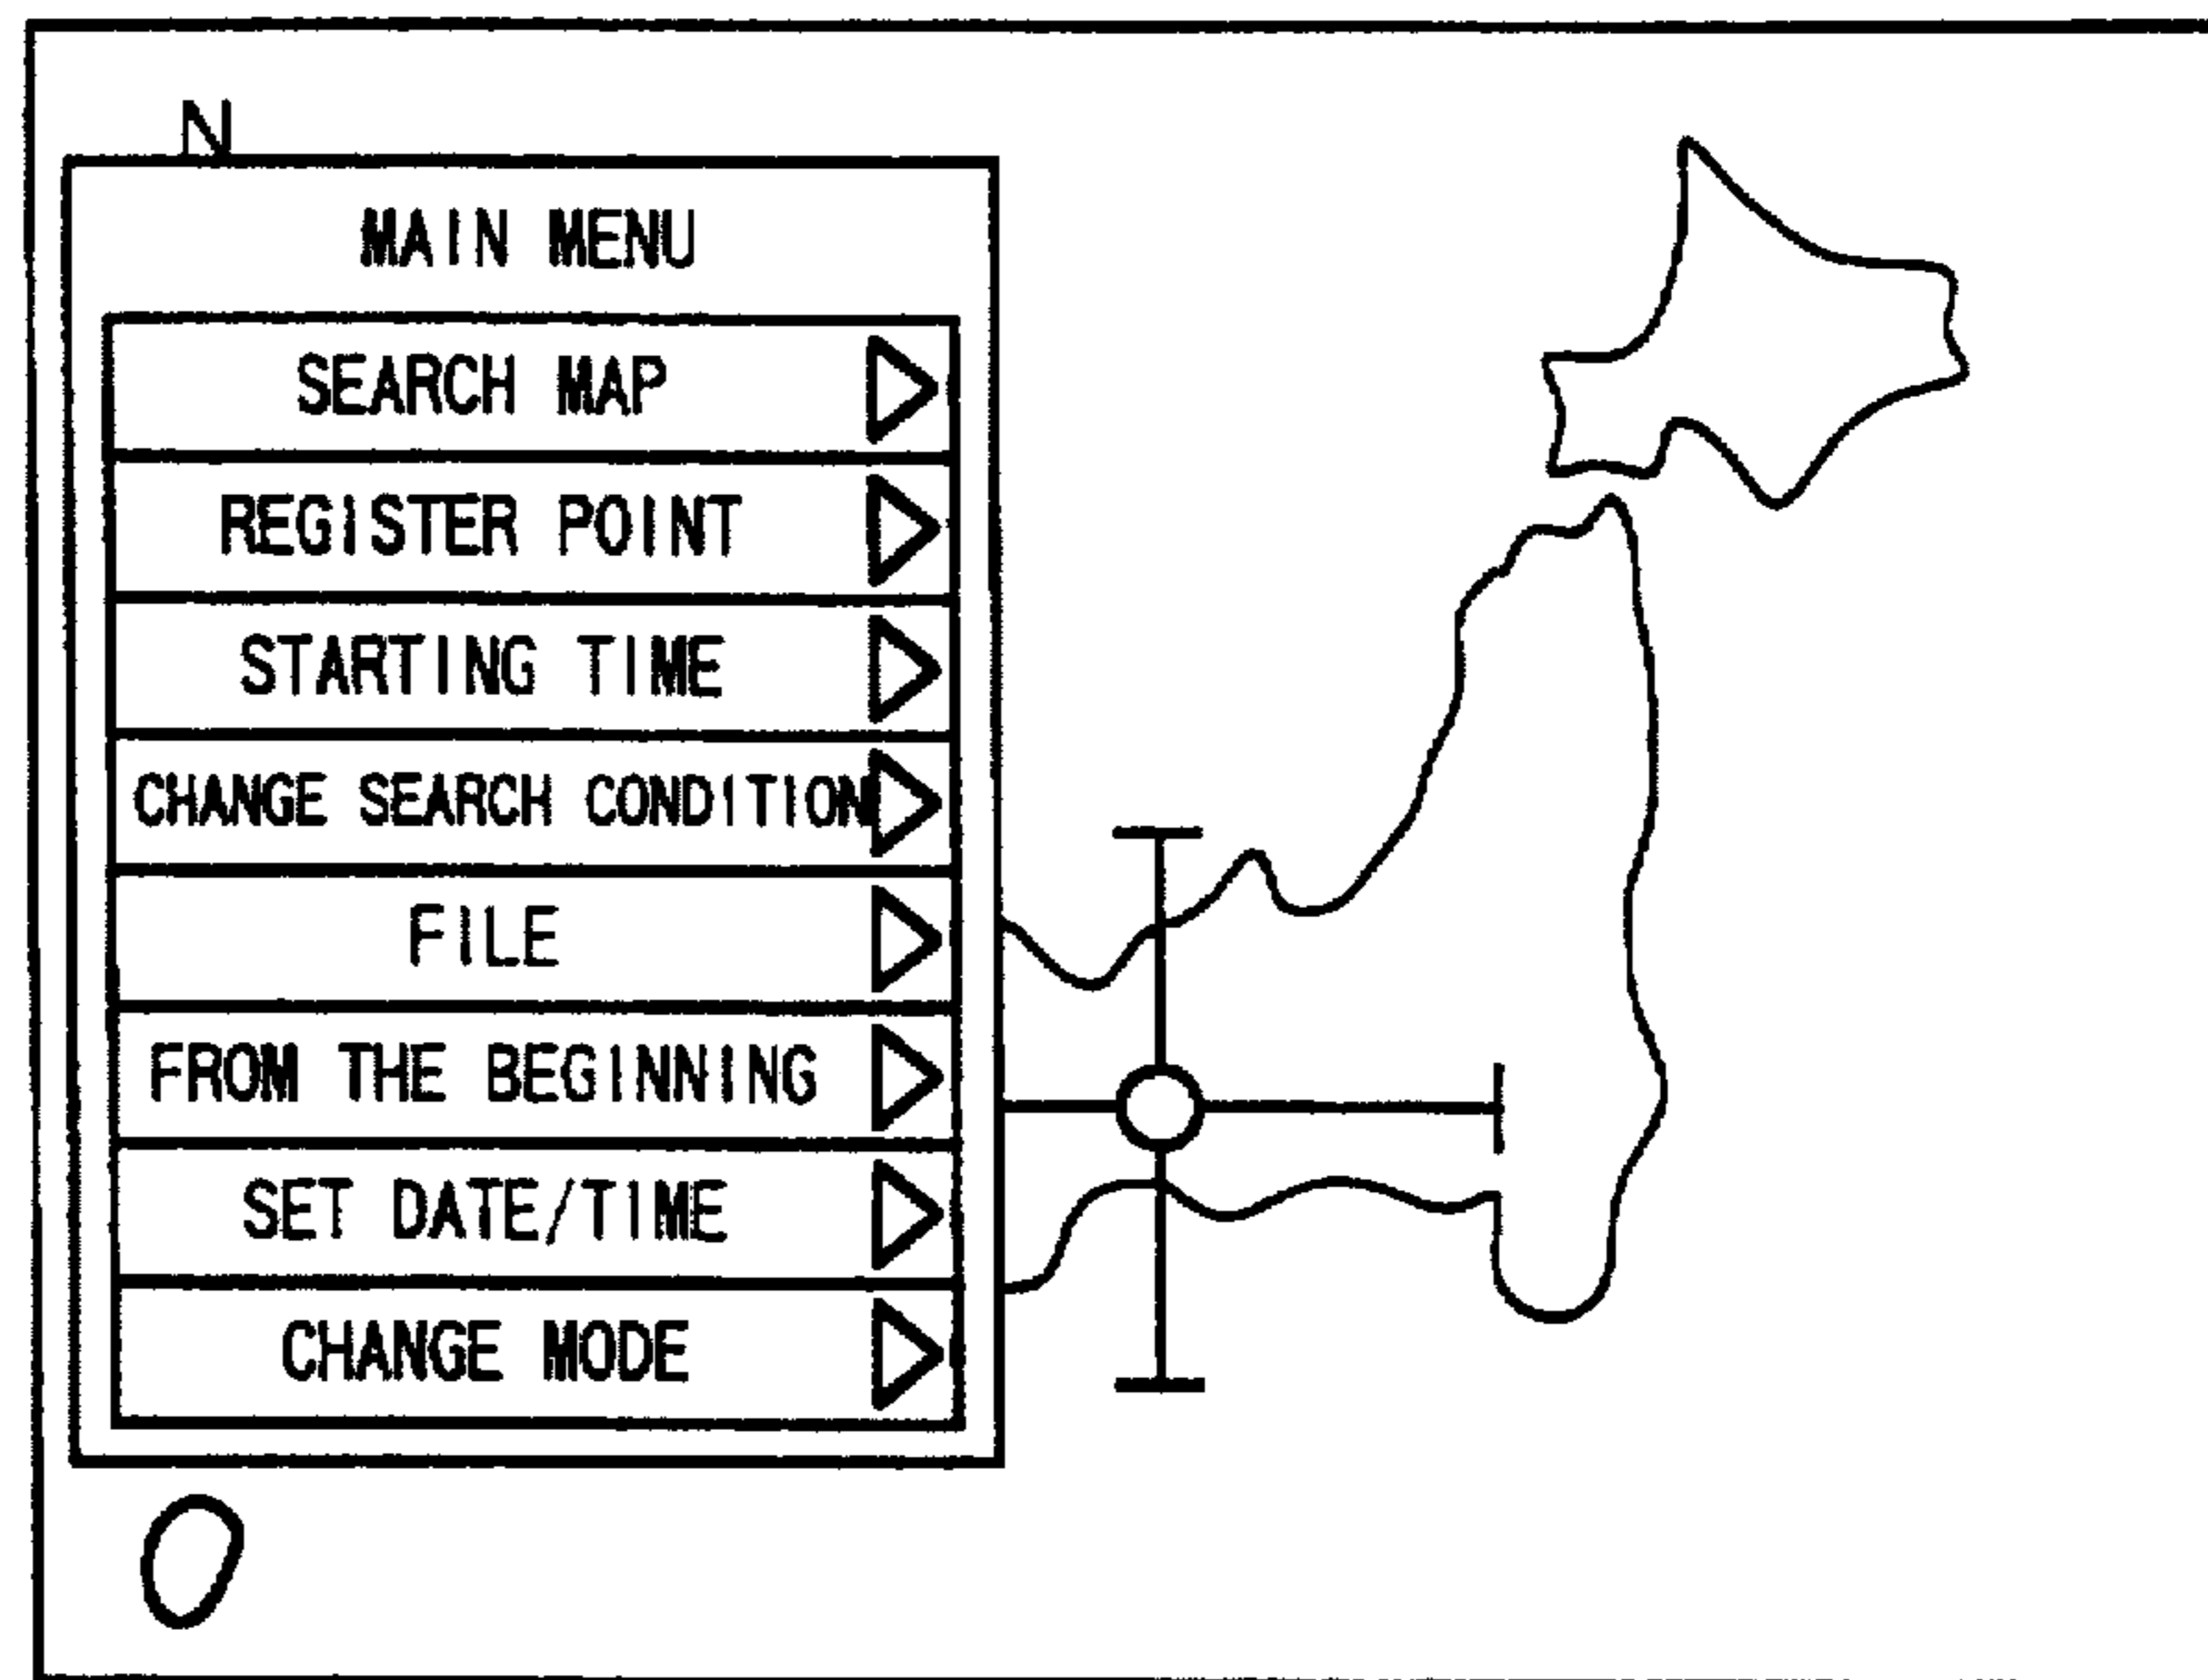 N
MAIN MENU
SEARCH MAP
REGISTER POINT
STARTING TIME
CHANGE SEARCH CONDITION
FILE
FROM THE BEGINNING
SET DATE/TIME
CHANGE MODE